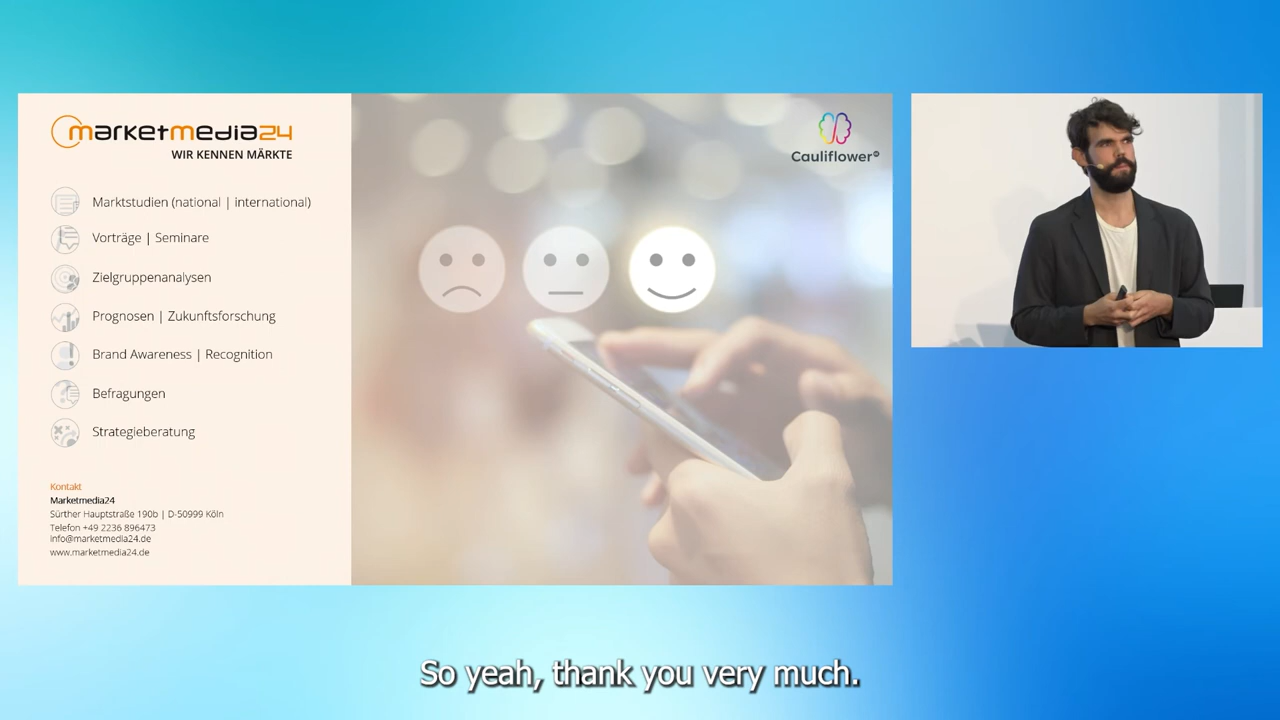 marketmedia24
WIR KENNEN MÄRKTE
Marktstudien (national | international)
Vorträge | Seminare
Zielgruppenanalysen
Prognosen | Zukunftsforschung
Brand Awareness | Recognition
Befragungen
Strategieberatung
Kontakt
Marketmedia24
Sürther Hauptstraße 190b | D-50999 Köln
Telefon +49 2236 896473
info@marketmedia24.de
www.marketmedia24.de
Cauliflower
So yeah, thank you very much.